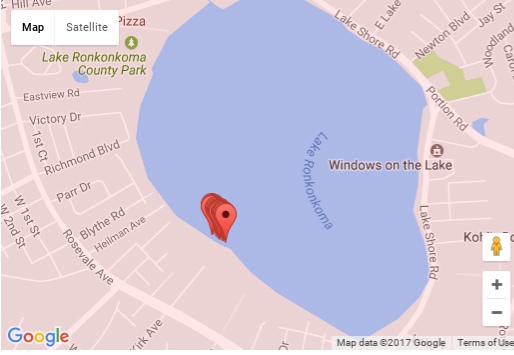 Hill Ave
Pizza
Map
Satellite
Lake Ronkonkoma
County Park
Lake Shore Rd
E Lake
Newton Blvd
Jay St
Woodland
Carol
Portion Rd
Eastview Rd
Victory Dr
1st Ct
Richmond Blvd
Parr Dr
W 1st St
W 2nd St
Blythe Rd
Heilman Ave
Rosevale Ave
Lake Ronkonkoma
Windows on the Lake
Lake Shore Rd
Kirk Ave
Google
Map data ©2017 Google
Terms of Use